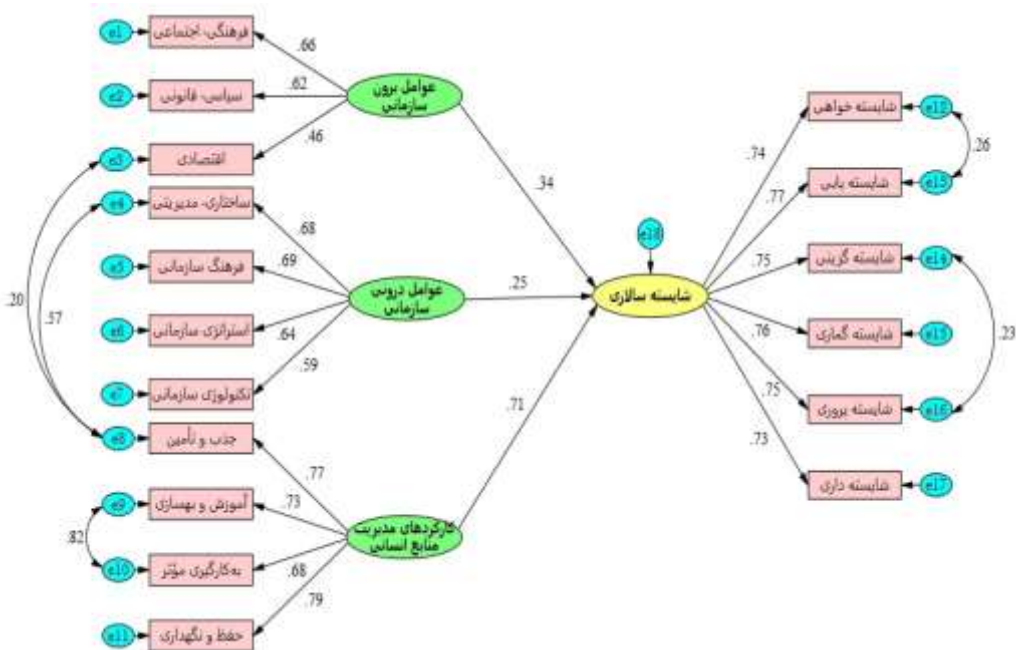 e1
فرهنگی- اجتماعی
.66
e2
سیاسی- قانونی
.62
عوامل برون
سازمانی
e3
اقتصادی
.46
.34
e4
ساختاری- مدیریتی
.68
e5
فرهنگ سازمانی
.69
عوامل درونی
سازمانی
.25
e6
استراتژی سازمانی
.64
e7
تکنولوژی سازمانی
.59
.20
.57
e8
جذب و تأمین
.77
.71
e9
آموزش و بهسازی
.73
کارکردهای مدیریت
منابع انسانی
.82
e10
به‌کارگیری مؤثر
.68
e11
حفظ و نگهداری
.79
e18
شایسته سالاری
شایسته خواهی
e12
.74
.26
شایسته یابی
e13
.77
شایسته گزینی
e14
.75
شایسته گماری
e15
.76
.23
شایسته پروری
e16
.75
شایسته داری
e17
.73